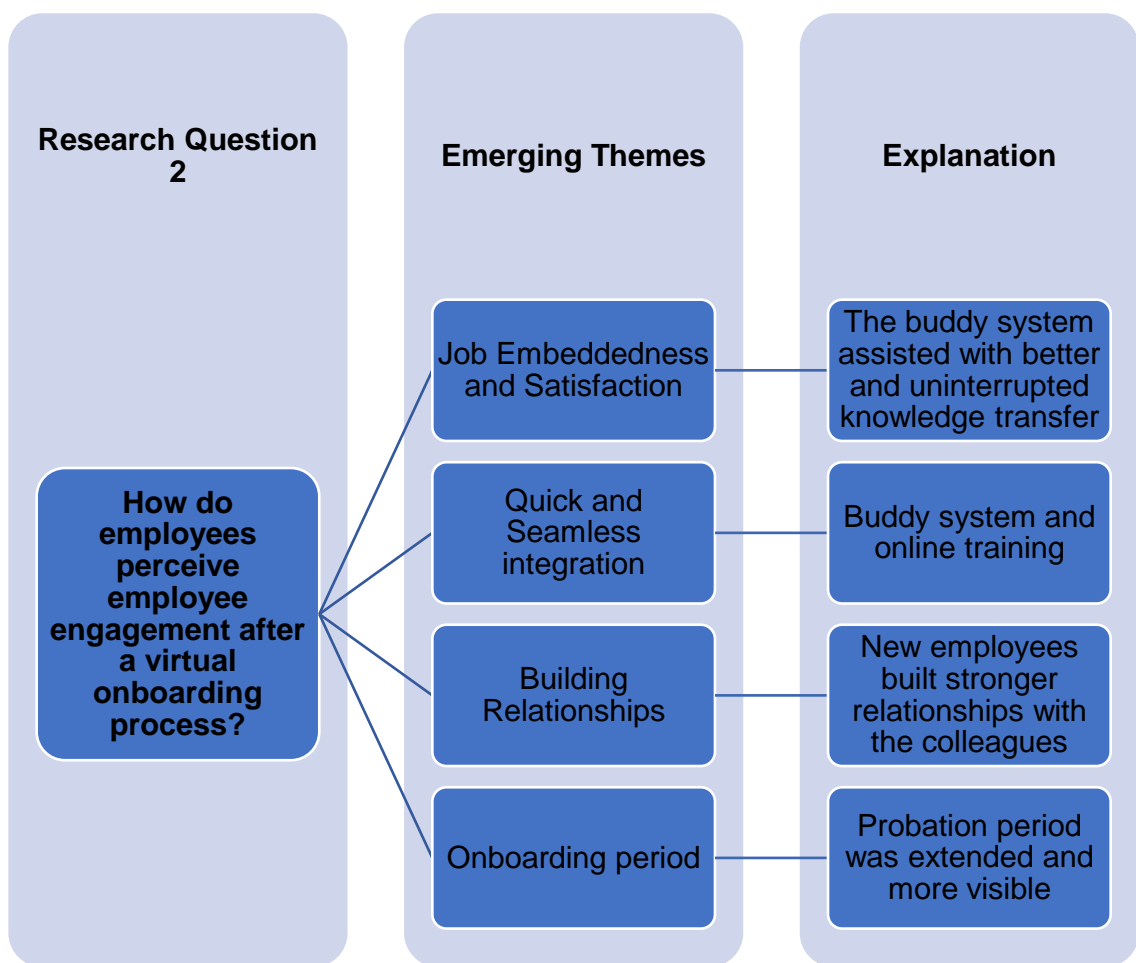 Research Question
2
Emerging Themes
Explanation
How do
employees
perceive
employee
engagement after
a virtual
onboarding
process?
Job Embeddedness
and Satisfaction
The buddy system
assisted with better
and uninterrupted
knowledge transfer
Quick and
Seamless
integration
Buddy system and
online training
Building
Relationships
New employees
built stronger
relationships with
the colleagues
Onboarding period
Probation period
was extended and
more visible